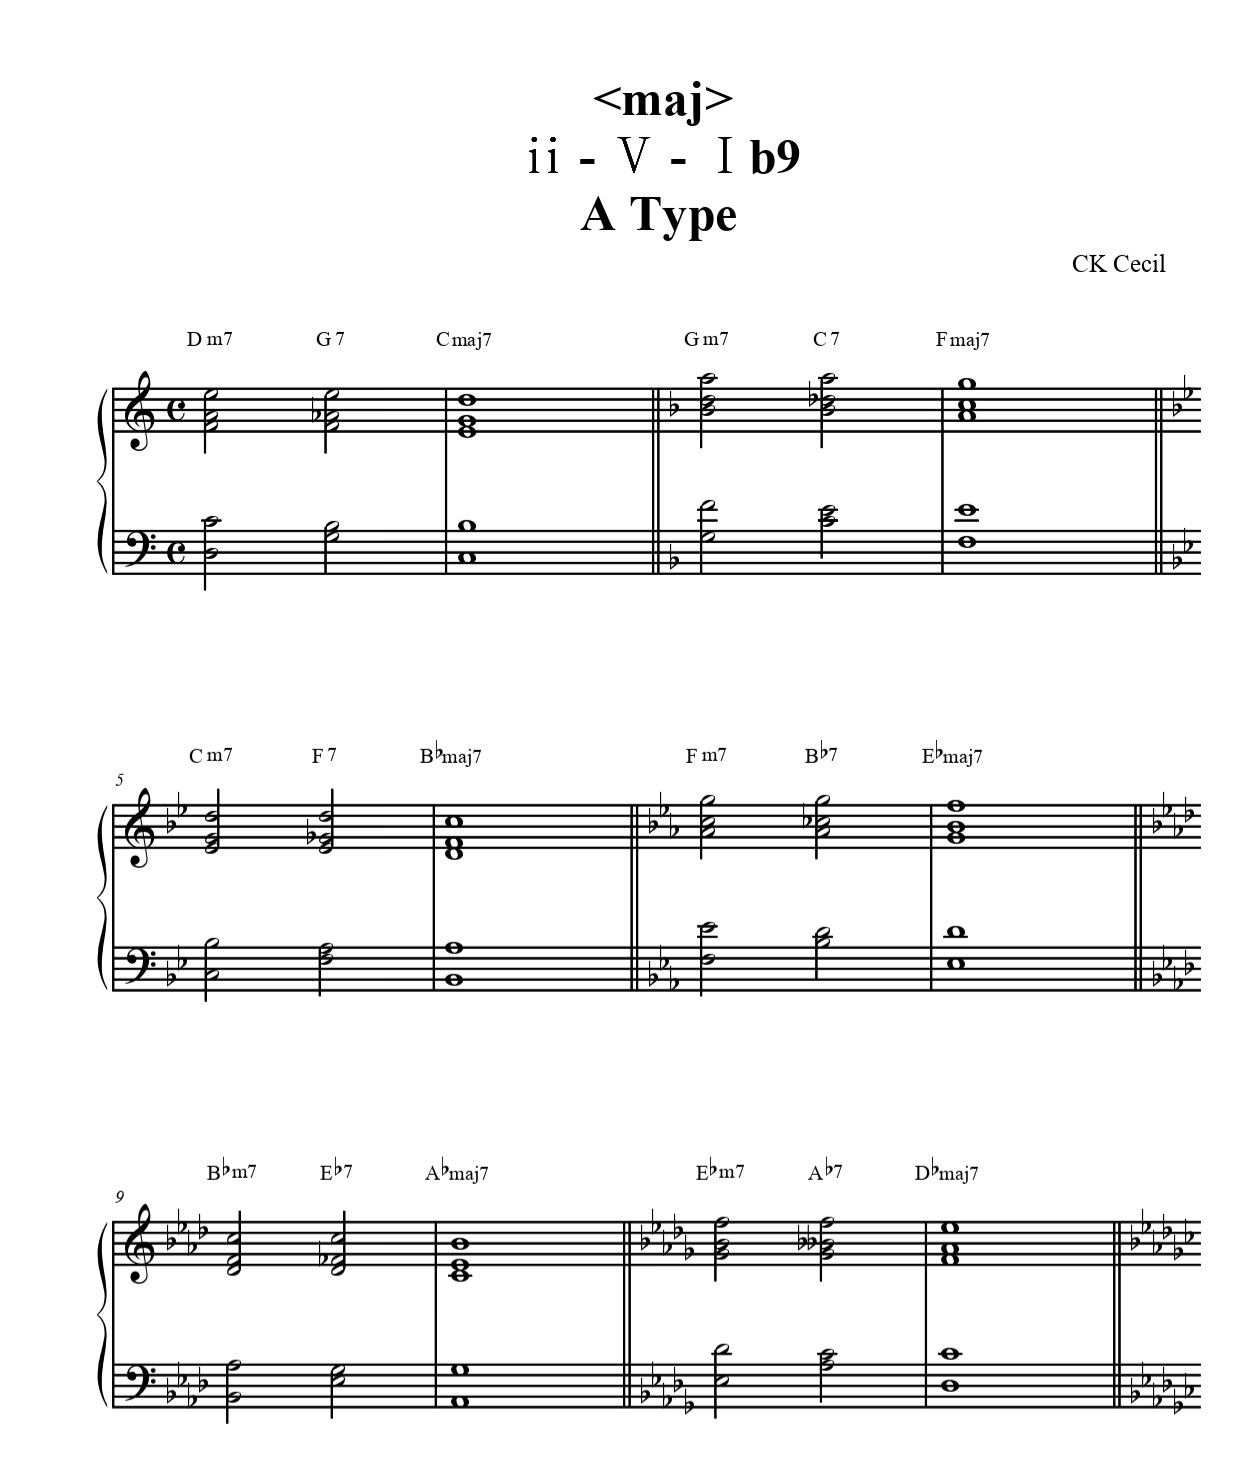 <maj>
ii - V - I b9
A Type
CK Cecil
D m7 G 7 Cmaj7 G m7 C 7 F maj7
5
C m7 F 7 B♭maj7 F m7 B♭7 E♭maj7
9
B♭m7 E♭7 A♭maj7 E♭m7 A♭7 D♭maj7